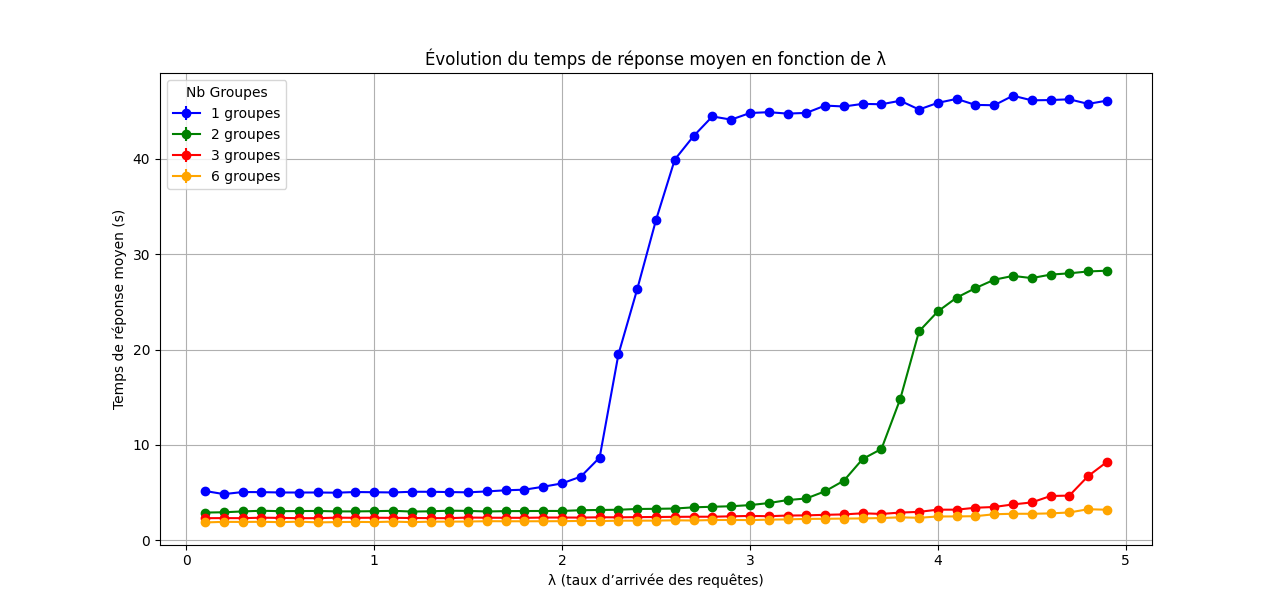 Évolution du temps de réponse moyen en fonction de λ
Nb Groupes
1 groupes
2 groupes
3 groupes
6 groupes
Temps de réponse moyen (s)
40
30
20
10
0
0 1 2 3 4 5
λ (taux d’arrivée des requêtes)